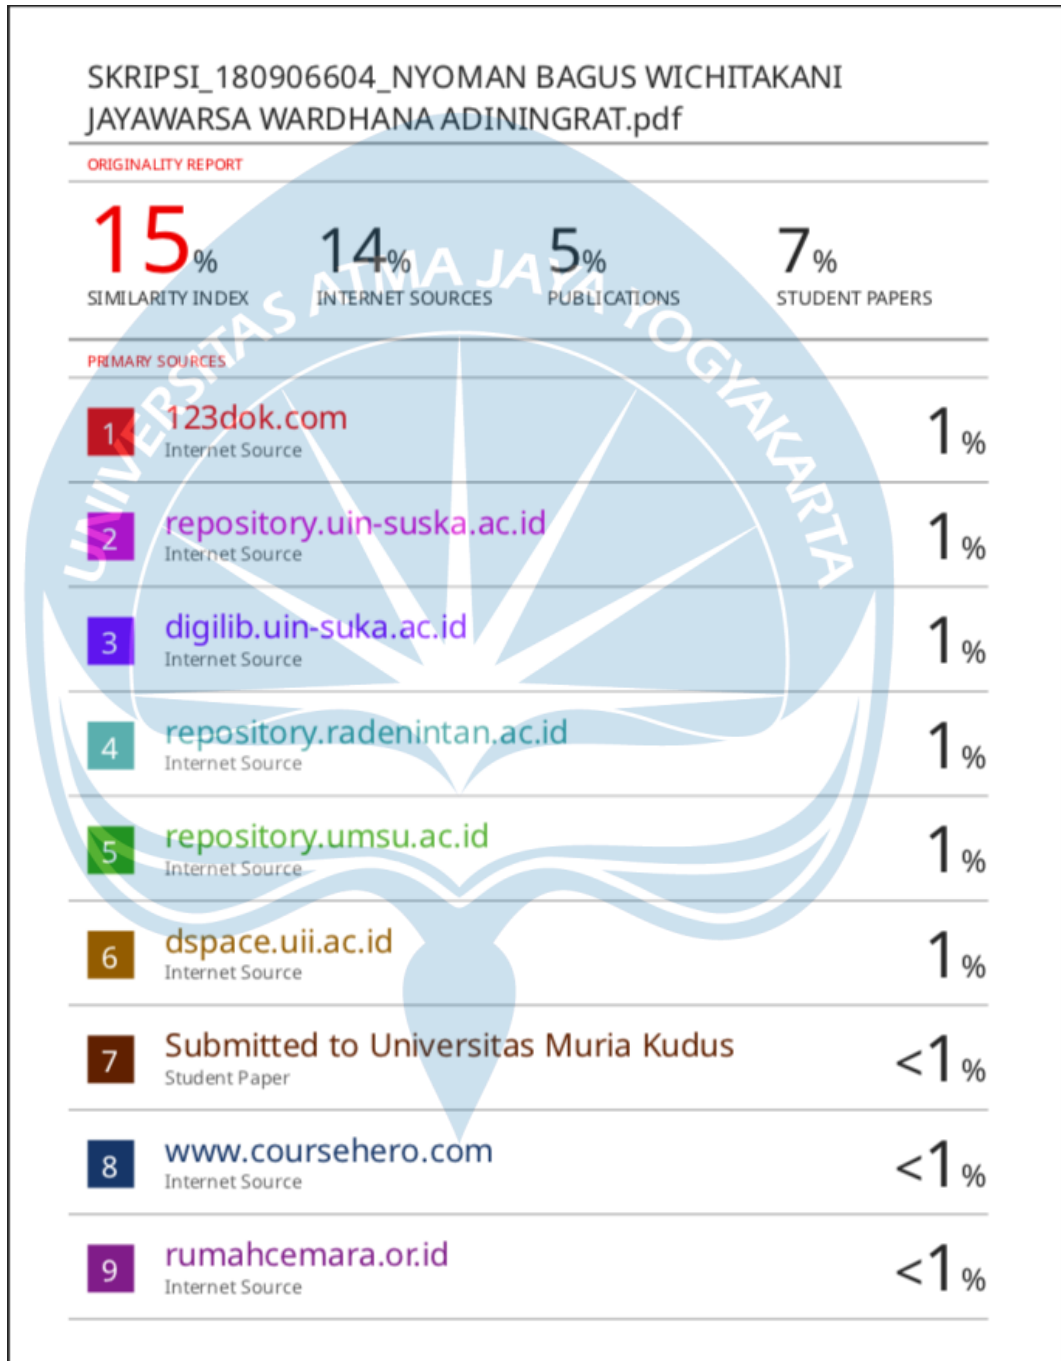 SKRIPSI_180906604_NYOMAN BAGUS WICHITAKANI
JAYAWARSA WARDHANA ADININGRAT.pdf
ORIGINALITY REPORT
15% 14% 5% 7%
SIMILARITY INDEX INTERNET SOURCES PUBLICATIONS STUDENT PAPERS
UNIVERSITAS ATMA JAYA YOGYAKARTA
PRIMARY SOURCES
1 123dok.com 1%
Internet Source
2 repository.uin-suska.ac.id 1%
Internet Source
3 digilib.uin-suka.ac.id 1%
Internet Source
4 repository.radenintan.ac.id 1%
Internet Source
5 repository.umsu.ac.id 1%
Internet Source
6 dspace.uii.ac.id 1%
Internet Source
7 Submitted to Universitas Muria Kudus <1%
Student Paper
8 www.coursehero.com <1%
Internet Source
9 rumahcemara.or.id <1%
Internet Source